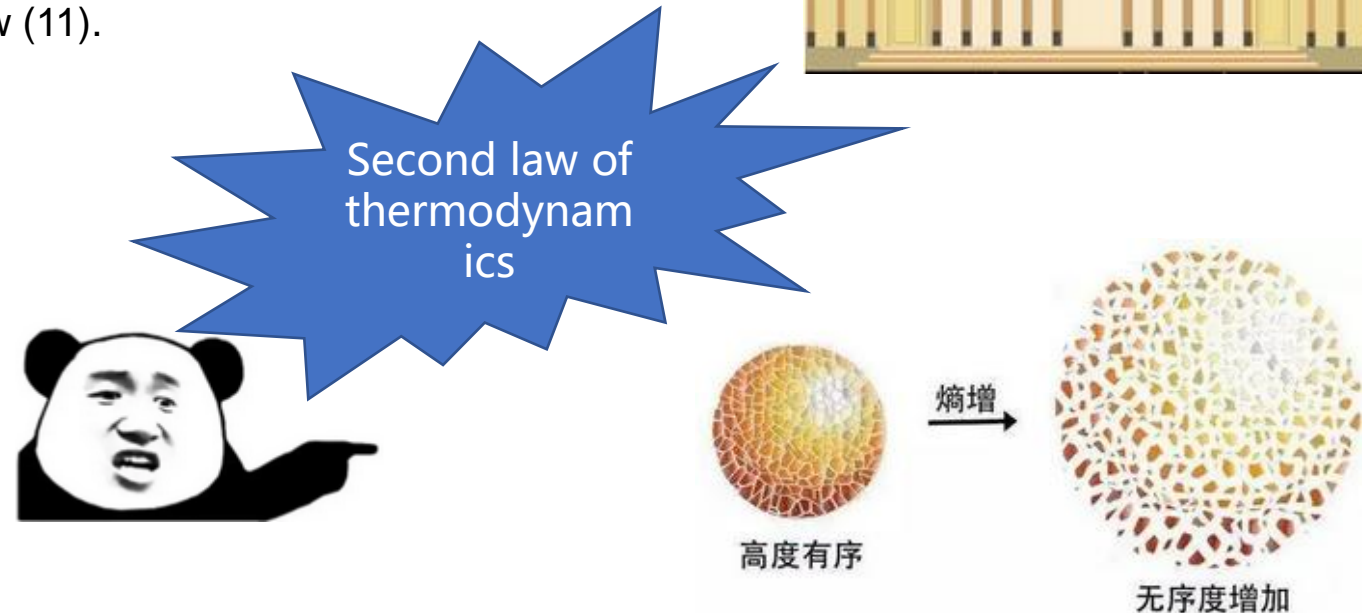 w (11).
Second law of
thermodynam
ics
熵增
高度有序
无序度增加